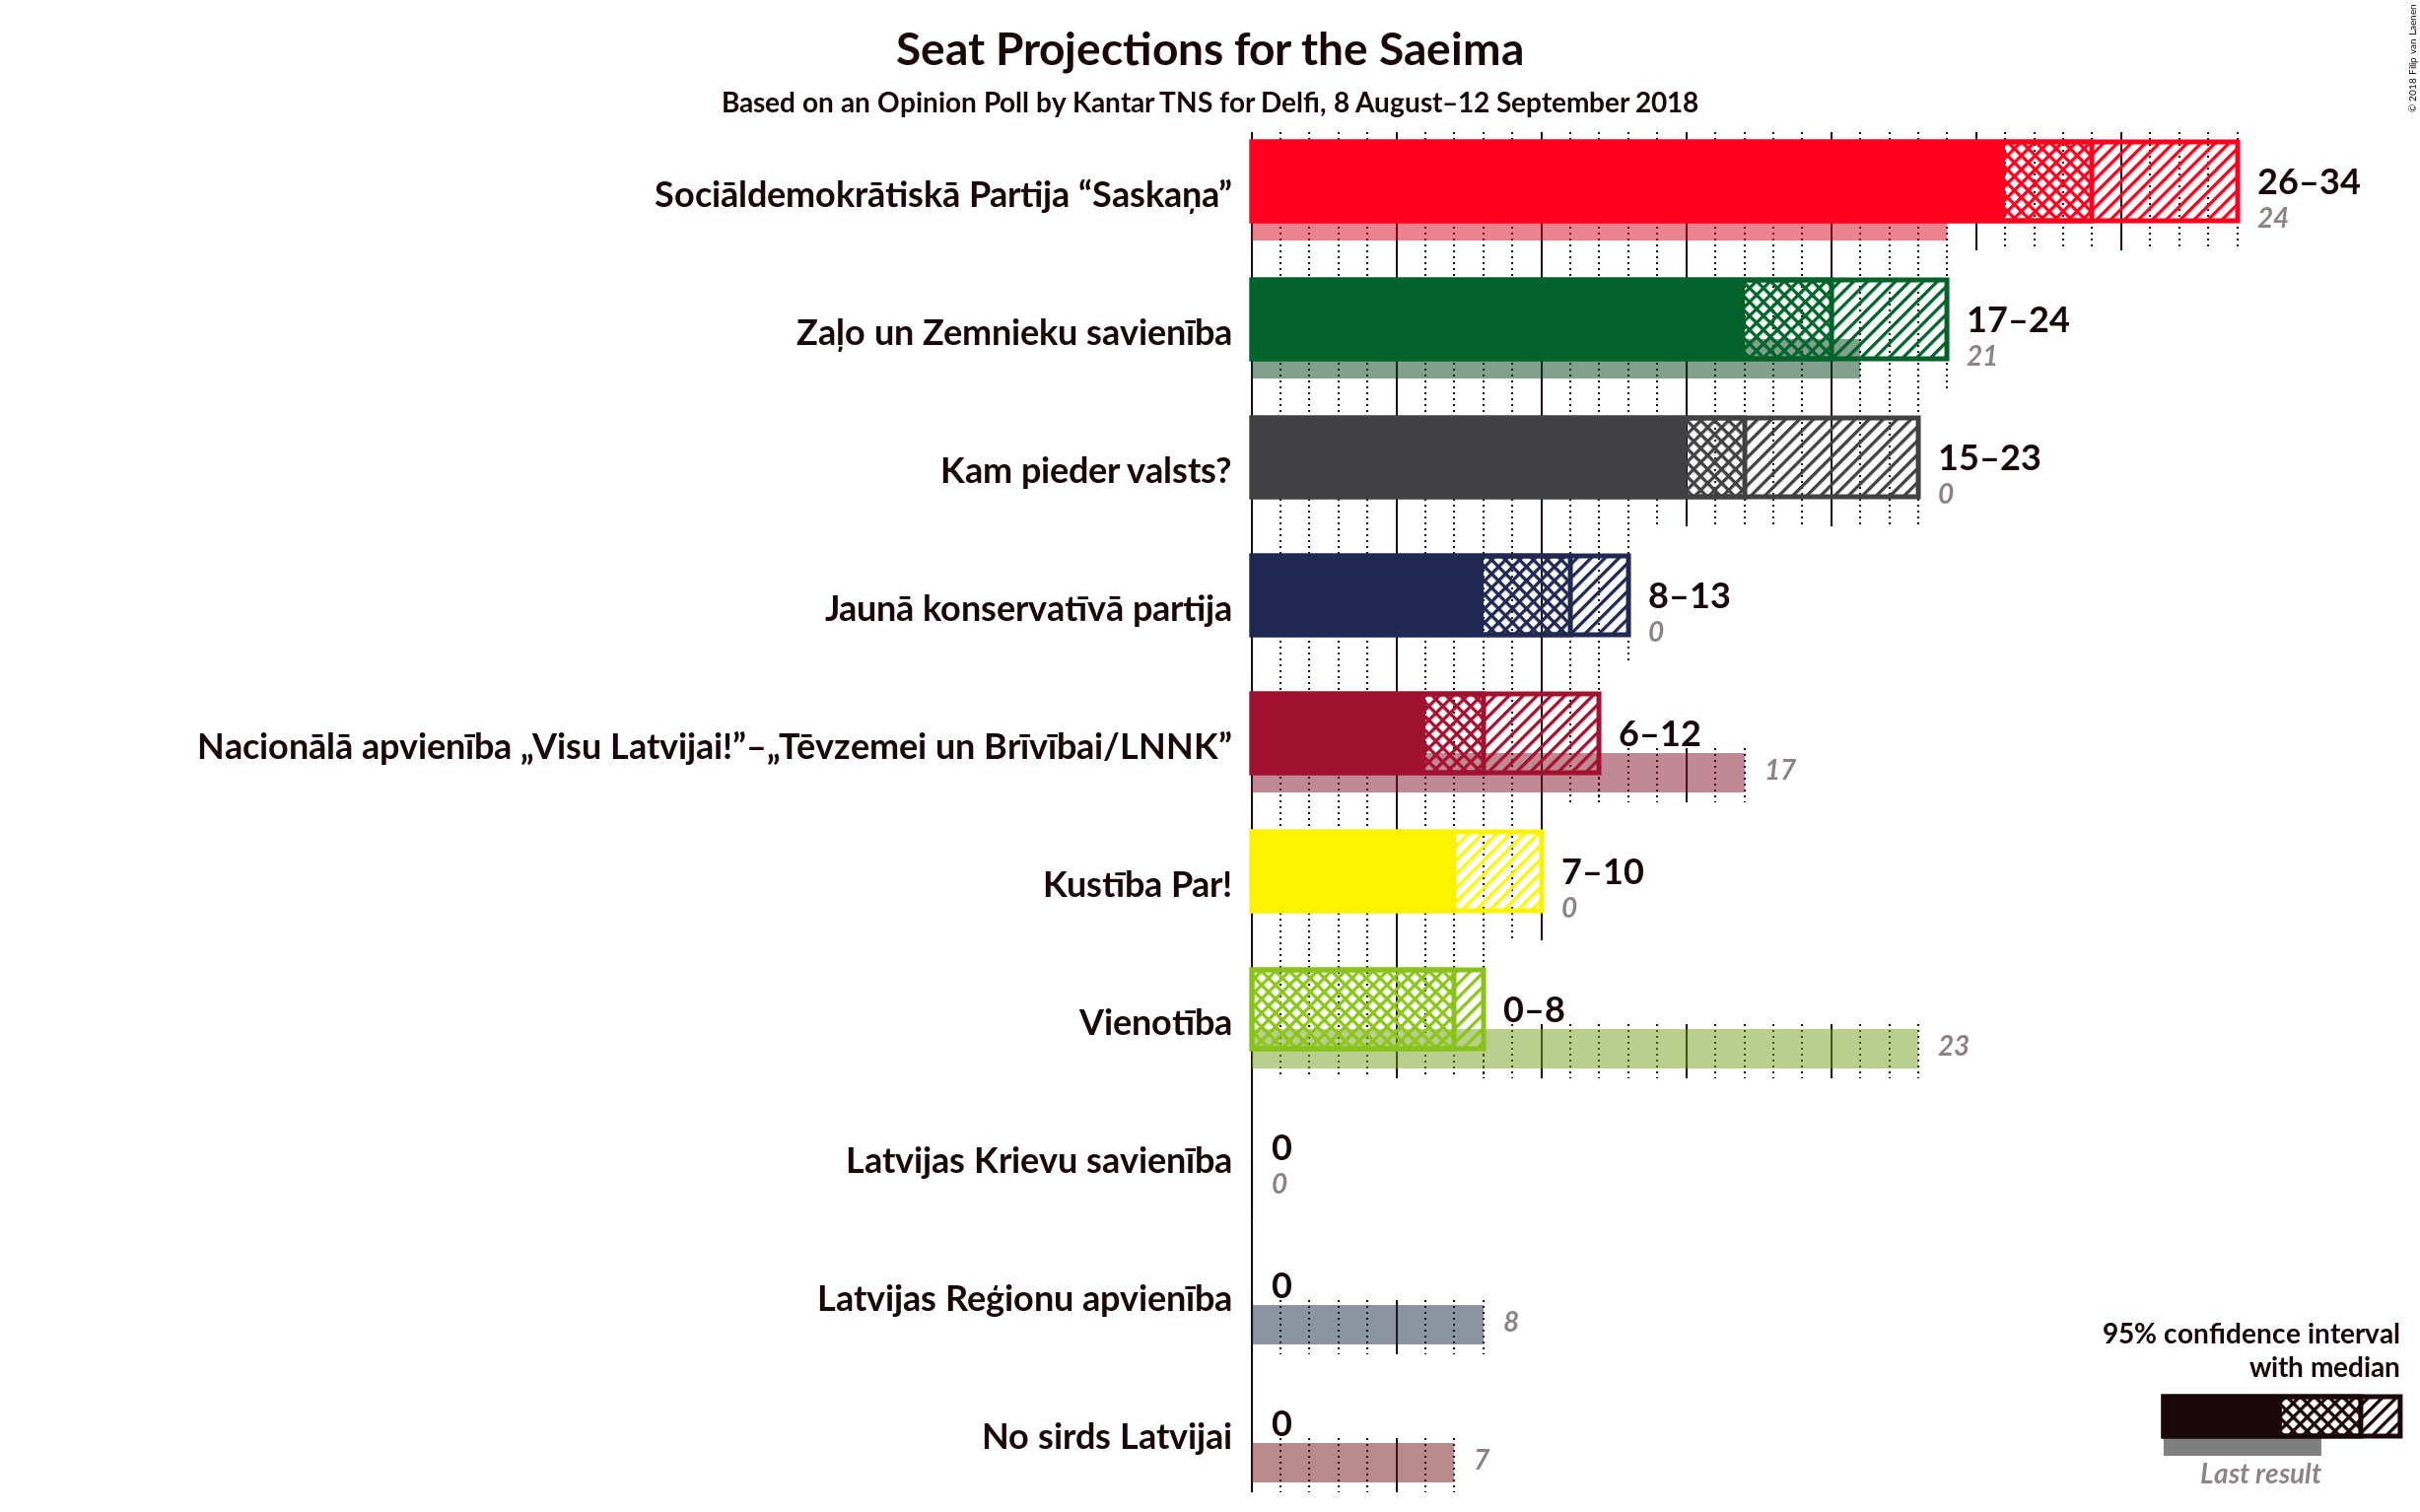 Seat Projections for the Saeima
Based on an Opinion Poll by Kantar TNS for Delfi, 8 August–12 September 2018
© 2018 Filip van Laenen
Sociāldemokrātiskā Partija “Saskaņa”
26–34
24
Zaļo un Zemnieku savienība
17–24
21
Kam pieder valsts?
15–23
0
Jaunā konservatīvā partija
8–13
0
Nacionālā apvienība „Visu Latvijai!”–„Tēvzemei un Brīvībai/LNNK”
6–12
17
Kustība Par!
7–10
0
Vienotība
0–8
23
Latvijas Krievu savienība
0
0
Latvijas Reģionu apvienība
0
8
No sirds Latvijai
0
7
95% confidence interval
with median
Last result